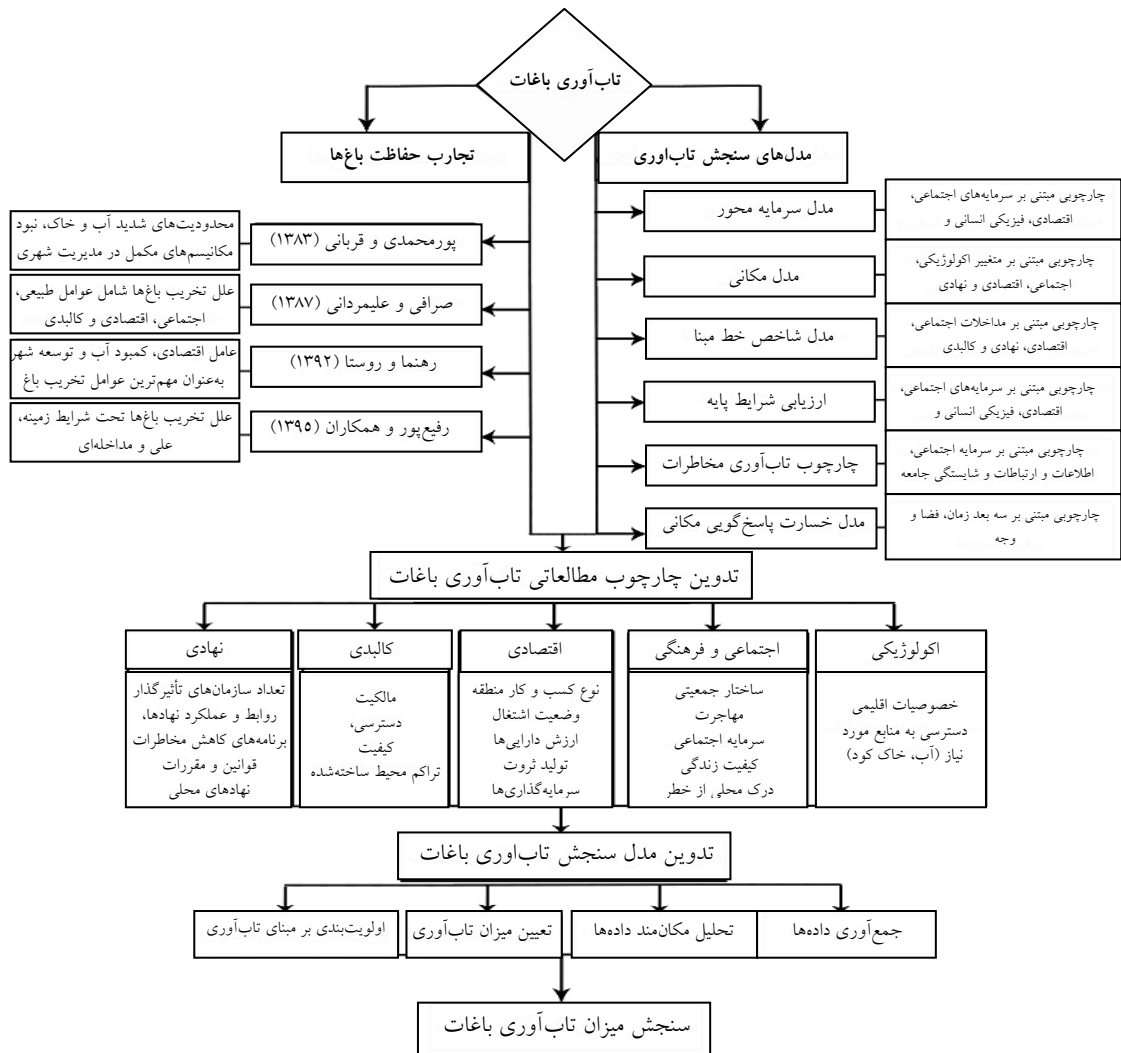 تاب‌آوری باغات
مدل‌های سنجش تاب‌اوری
تجارب حفاظت باغ‌ها
مدل سرمایه محور
چارچوبی مبتنی بر سرمایه‌های اجتماعی،
اقتصادی، فیزیکی انسانی و
مدل مکانی
چارچوبی مبتنی بر متغییر اکولوژیکی،
اجتماعی، اقتصادی و نهادی
مدل شاخص خط مبنا
چارچوبی مبتنی بر مداخلات اجتماعی،
اقتصادی، نهادی و کالبدی
ارزیابی شرایط پایه
چارچوبی مبتنی بر سرمایه‌های اجتماعی،
اقتصادی، فیزیکی انسانی و
چارچوب تاب‌آوری مخاطرات
چارچوبی مبتنی بر سرمایه اجتماعی،
اطلاعات و ارتباطات و شایستگی جامعه
مدل خسارت پاسخ‌گویی مکانی
چارچوبی مبتنی بر سه بعد زمان، فضا و
وجه
پورمحمدی و قربانی (۱۳۸۳)
محدودیت‌های شدید آب و خاک، نبود
مکانیسم‌های مکمل در مدیریت شهری
صرافی و علیمردانی (۱۳۸۷)
علل تخریب باغ‌ها شامل عوامل طبیعی،
اجتماعی، اقتصادی و کالبدی
رهنما و روستا (۱۳۹۲)
عامل اقتصادی، کمبود آب و توسعه شهر
به‌عنوان مهم‌ترین عوامل تخریب باغ
رفیع‌پور و همکاران (۱۳۹۵)
علل تخریب باغ‌ها تحت شرایط زمینه،
علی و مداخله‌ای
تدوین چارچوب مطالعاتی تاب‌آوری باغات
اکولوژیکی
خصوصیات اقلیمی
دسترسی به منابع مورد
نیاز (آب، خاک کود)
اجتماعی و فرهنگی
ساختار جمعیتی
مهاجرت
سرمایه اجتماعی
کیفیت زندگی
درک محلی از خطر
اقتصادی
نوع کسب و کار منطقه
وضعیت اشتغال
ارزش دارایی‌ها
تولید ثروت
سرمایه‌گذاری‌ها
کالبدی
مالکیت
دسترسی،
کیفیت
تراکم محیط ساخته‌شده
نهادی
تعداد سازمان‌های تأثیرگذار
روابط و عملکرد نهادها،
برنامه‌های کاهش مخاطرات
قوانین و مقررات
نهادهای محلی
تدوین مدل سنجش تاب‌اوری باغات
جمع‌آوری داده‌ها
تحلیل مکان‌مند داده‌ها
تعیین میزان تاب‌آوری
اولویت‌بندی بر مبنای تاب‌آوری
سنجش میزان تاب‌آوری باغات